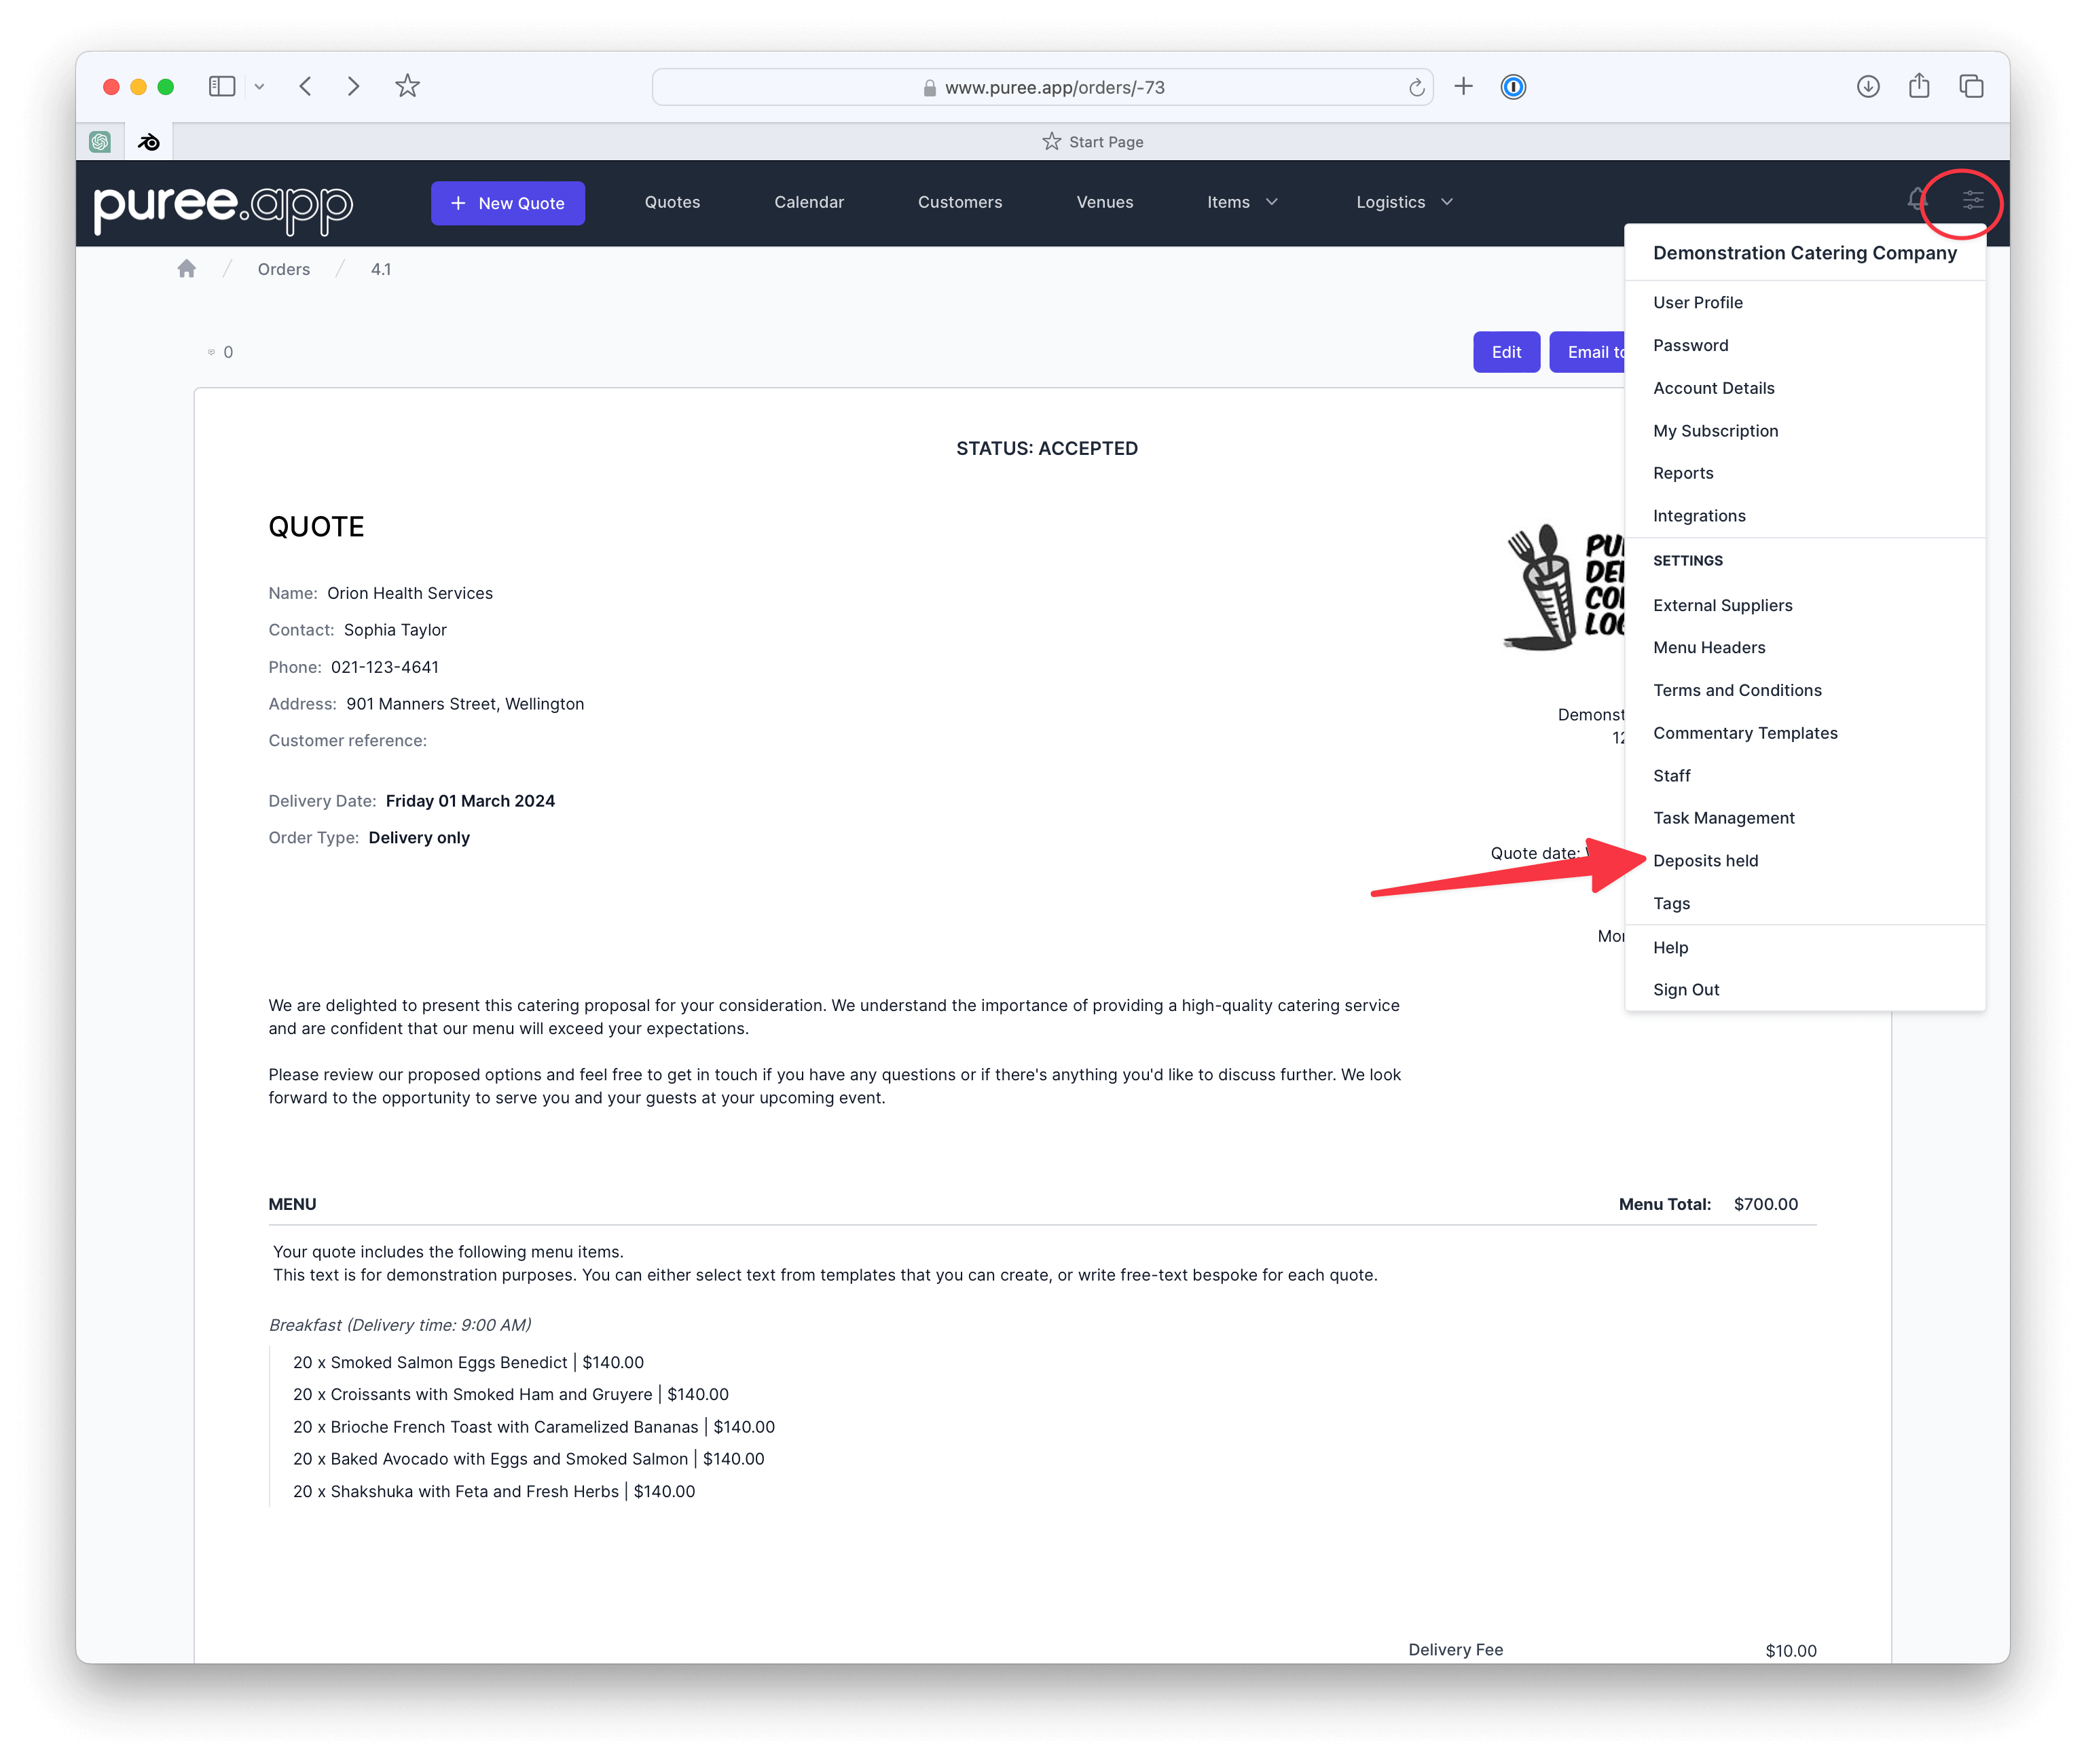 www.puree.app/orders/-73
Start Page
puree.app
New Quote
Quotes
Calendar
Customers
Venues
Items
Logistics
Orders
4.1
0
Edit
Email to
Demonstration Catering Company
User Profile
Password
Account Details
My Subscription
Reports
Integrations
SETTINGS
External Suppliers
Menu Headers
Terms and Conditions
Commentary Templates
Staff
Task Management
Deposits held
Tags
Help
Sign Out
STATUS: ACCEPTED
QUOTE
Name: Orion Health Services
Contact: Sophia Taylor
Phone: 021-123-4641
Address: 901 Manners Street, Wellington
Customer reference:
Delivery Date: Friday 01 March 2024
Order Type: Delivery only
Quote date:
We are delighted to present this catering proposal for your consideration. We understand the importance of providing a high-quality catering service
and are confident that our menu will exceed your expectations.
Please review our proposed options and feel free to get in touch if you have any questions or if there's anything you'd like to discuss further. We look
forward to the opportunity to serve you and your guests at your upcoming event.
MENU
Menu Total: $700.00
Your quote includes the following menu items.
This text is for demonstration purposes. You can either select text from templates that you can create, or write free-text bespoke for each quote.
Breakfast (Delivery time: 9:00 AM)
20 x Smoked Salmon Eggs Benedict | $140.00
20 x Croissants with Smoked Ham and Gruyere | $140.00
20 x Brioche French Toast with Caramelized Bananas | $140.00
20 x Baked Avocado with Eggs and Smoked Salmon | $140.00
20 x Shakshuka with Feta and Fresh Herbs | $140.00
Delivery Fee
$10.00